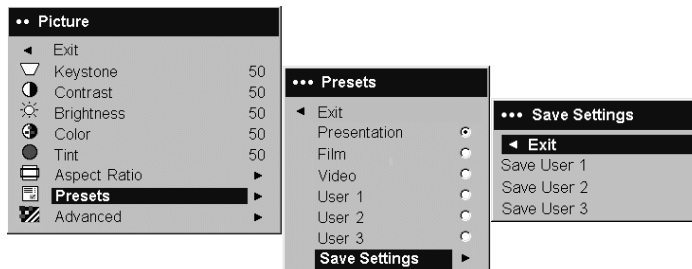 •• Picture
◄ Exit
Keystone 50
Contrast 50
Brightness 50
Color 50
Tint 50
Aspect Ratio ►
Presets ►
Advanced ►
••• Presets
◄ Exit
Presentation
Film
Video
User 1
User 2
User 3
Save Settings ►
••• Save Settings
◄ Exit
Save User 1
Save User 2
Save User 3